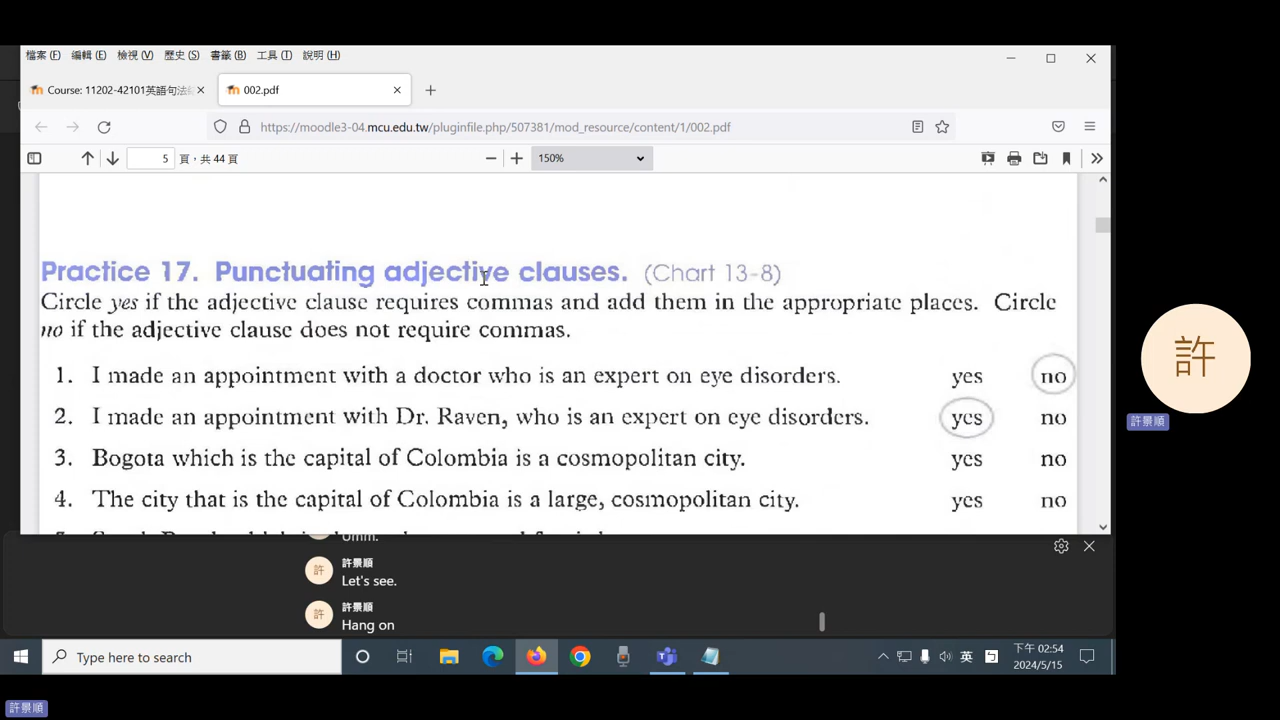 檔案 (F) 編輯 (E) 檢視 (V) 歷史 (S) 書籤 (B) 工具 (T) 說明 (H)
Course: 11202-42101英語句法
002.pdf
https://moodle3-04.mcu.edu.tw/pluginfile.php/507381/mod_resource/content/1/002.pdf
5 頁，共 44 頁
150%
Practice 17. Punctuating adjective clauses. (Chart 13-8)
Circle yes if the adjective clause requires commas and add them in the appropriate places. Circle
no if the adjective clause does not require commas.
1. I made an appointment with a doctor who is an expert on eye disorders. yes no
2. I made an appointment with Dr. Raven, who is an expert on eye disorders. yes no
3. Bogota which is the capital of Colombia is a cosmopolitan city. yes no
4. The city that is the capital of Colombia is a large, cosmopolitan city. yes no
許
許景順
Umm.
許景順
許 Let's see.
許景順
許 Hang on
Type here to search
英
下午 02:54
2024/5/15
許景順